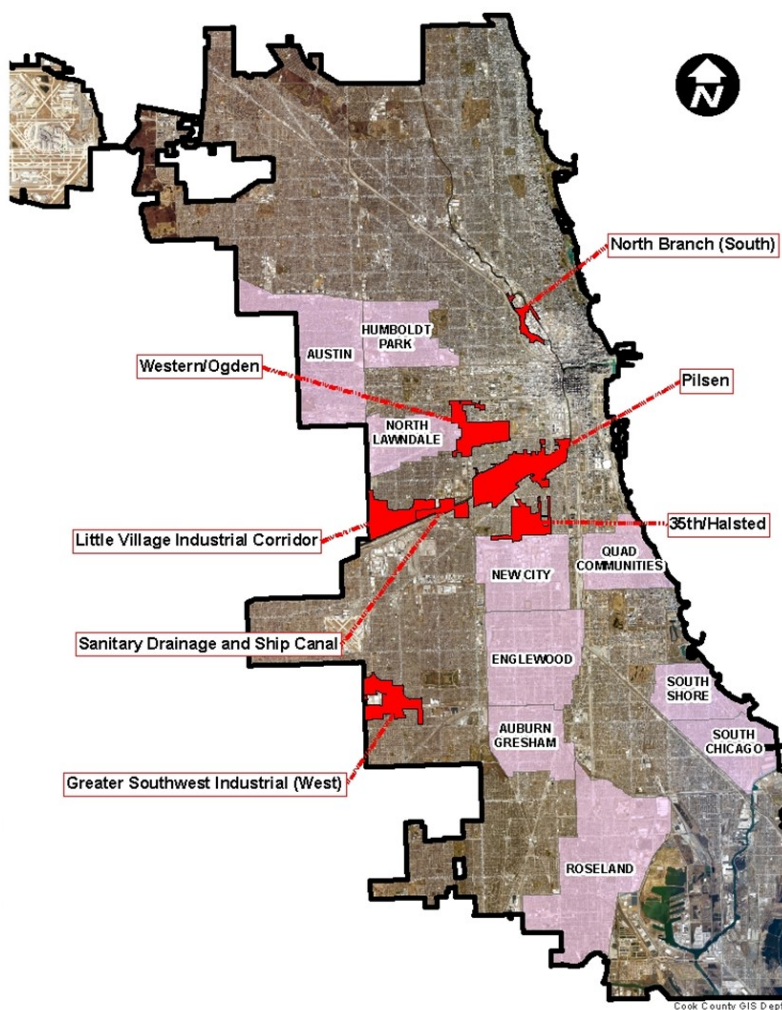 N
North Branch (South)
HUMBOLDT
PARK
AUSTIN
Western/Ogden
Pilsen
NORTH
LAWNDALE
35th/Halsted
Little Village Industrial Corridor
QUAD
COMMUNITIES
NEW CITY
Sanitary Drainage and Ship Canal
ENGLEWOOD
SOUTH
SHORE
AUBURN
GRESHAM
SOUTH
CHICAGO
Greater Southwest Industrial (West)
ROSELAND
Cook County GIS Dept